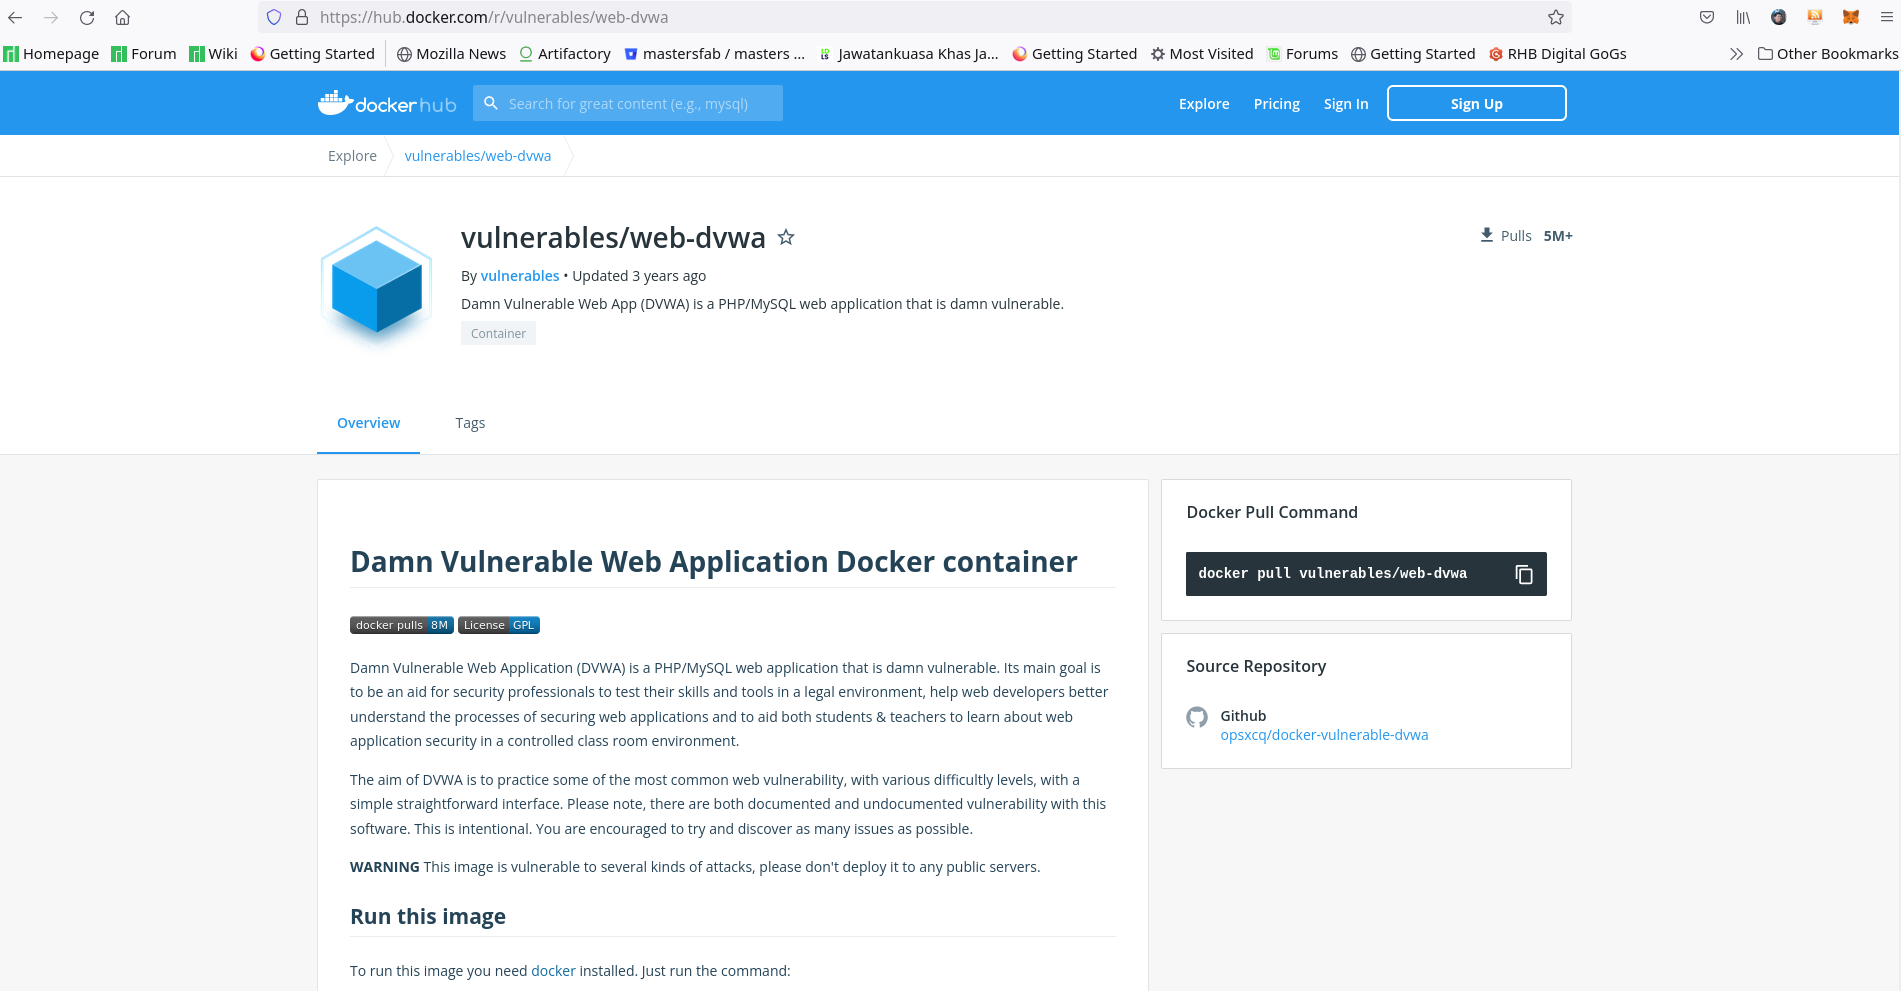 https://hub.docker.com/r/vulnerables/web-dvwa
Homepage Forum Wiki Getting Started Mozilla News Artifactory mastersfab / masters ... Jawatankuasa Khas Ja... Getting Started Most Visited Forums Getting Started RHB Digital GoGs Other Bookmarks
docker hub Search for great content (e.g., mysql) Explore Pricing Sign In Sign Up
Explore vulnerables/web-dvwa
vulnerables/web-dvwa
Pulls 5M+
By vulnerables • Updated 3 years ago
Damn Vulnerable Web App (DVWA) is a PHP/MySQL web application that is damn vulnerable.
Container
Overview Tags
Damn Vulnerable Web Application Docker container
docker pulls 8M License GPL
Damn Vulnerable Web Application (DVWA) is a PHP/MySQL web application that is damn vulnerable. Its main goal is
to be an aid for security professionals to test their skills and tools in a legal environment, help web developers better
understand the processes of securing web applications and to aid both students & teachers to learn about web
application security in a controlled class room environment.
The aim of DVWA is to practice some of the most common web vulnerability, with various difficultly levels, with a
simple straightforward interface. Please note, there are both documented and undocumented vulnerability with this
software. This is intentional. You are encouraged to try and discover as many issues as possible.
WARNING This image is vulnerable to several kinds of attacks, please don't deploy it to any public servers.
Run this image
To run this image you need docker installed. Just run the command:
Docker Pull Command
docker pull vulnerables/web-dvwa
Source Repository
Github
opsxcq/docker-vulnerable-dvwa